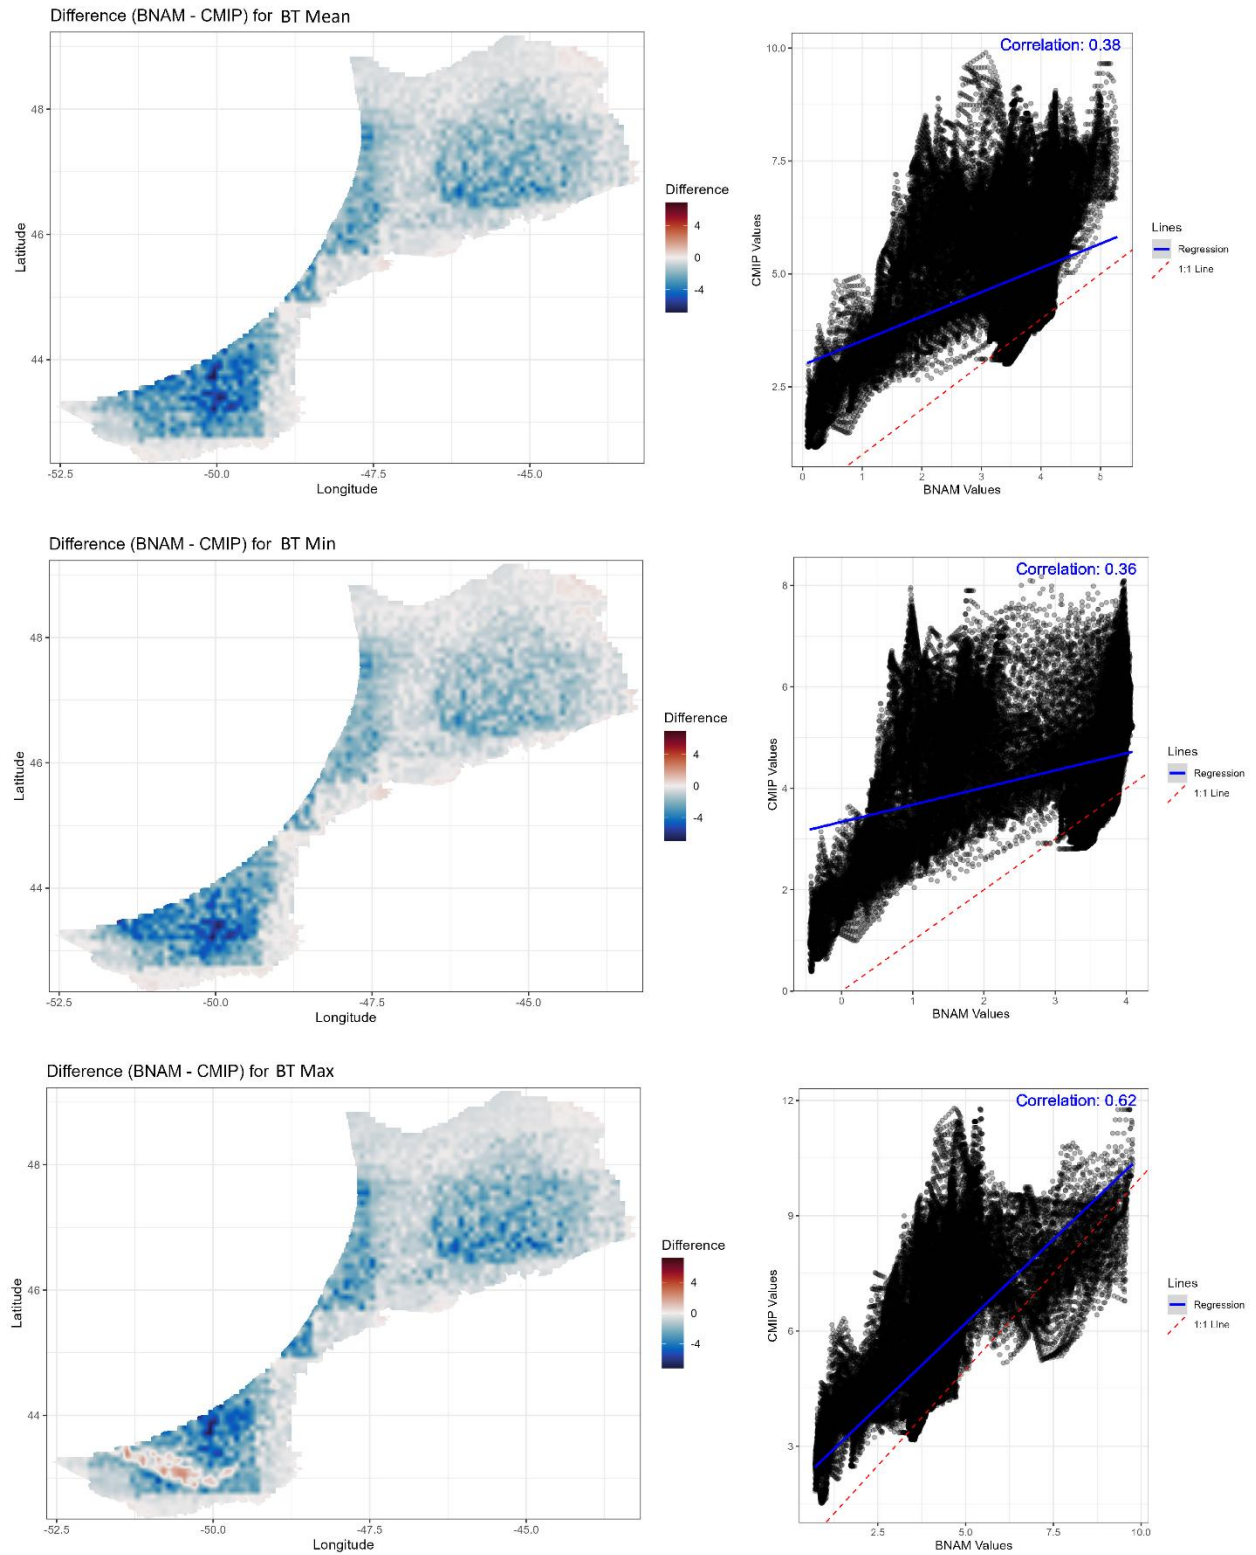 Difference (BNAM - CMIP) for BT Mean
Latitude
48
46
44
-52.5
-50.0
-47.5
-45.0
Longitude
Difference
4
0
-4
Correlation: 0.38
CMIP Values
10.0
7.5
5.0
2.5
0
1
2
3
4
5
BNAM Values
Lines
Regression
1:1 Line
Difference (BNAM - CMIP) for BT Min
Latitude
48
46
44
-52.5
-50.0
-47.5
-45.0
Longitude
Difference
4
0
-4
Correlation: 0.36
CMIP Values
8
6
4
2
0
0
1
2
3
4
BNAM Values
Lines
Regression
1:1 Line
Difference (BNAM - CMIP) for BT Max
Latitude
48
46
44
-52.5
-50.0
-47.5
-45.0
Longitude
Difference
4
0
-4
Correlation: 0.62
CMIP Values
12
9
6
3
2.5
5.0
7.5
10.0
BNAM Values
Lines
Regression
1:1 Line